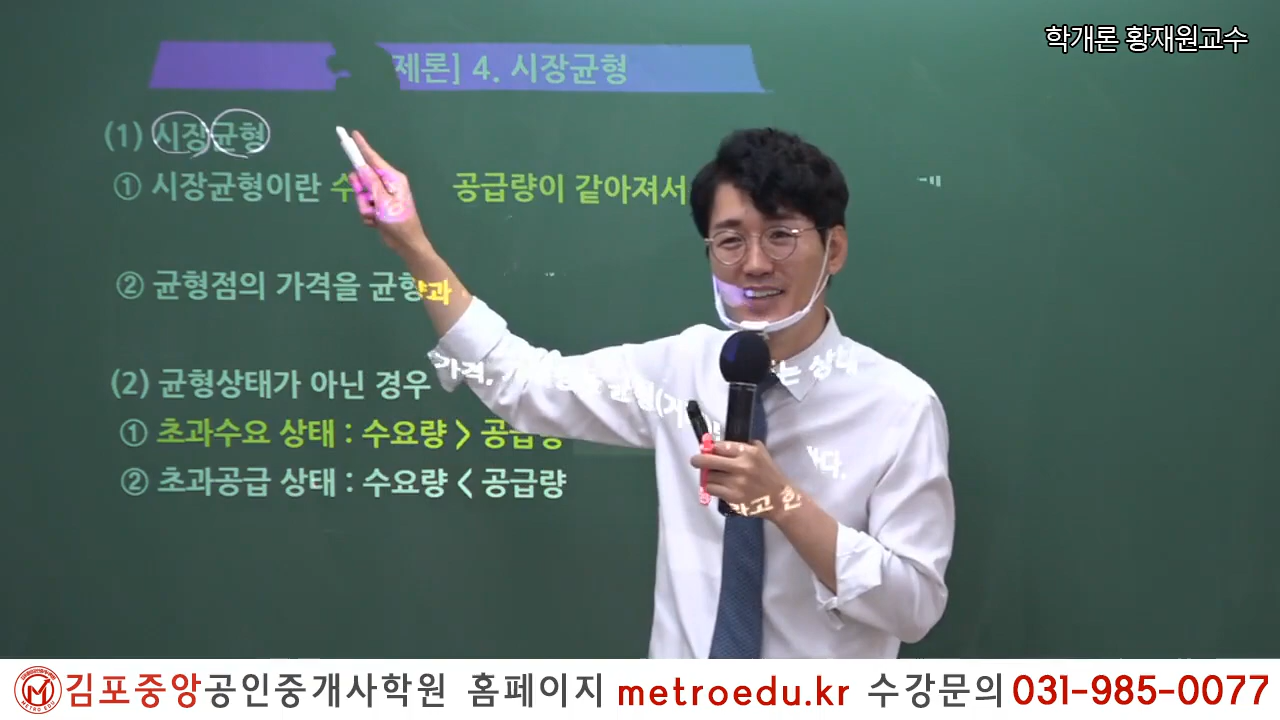 학개론 황재원교수
제론] 4. 시장균형
(1) 시장균형
① 시장균형이란 공급량이 같아져서
② 균형점의 가격을 균형
(2) 균형상태가 아닌 경우
① 초과수요 상태 : 수요량 > 공급량
② 초과공급 상태 : 수요량 < 공급량
김포중앙공인중개사학원 홈페이지 metroedu.kr 수강문의 031-985-0077